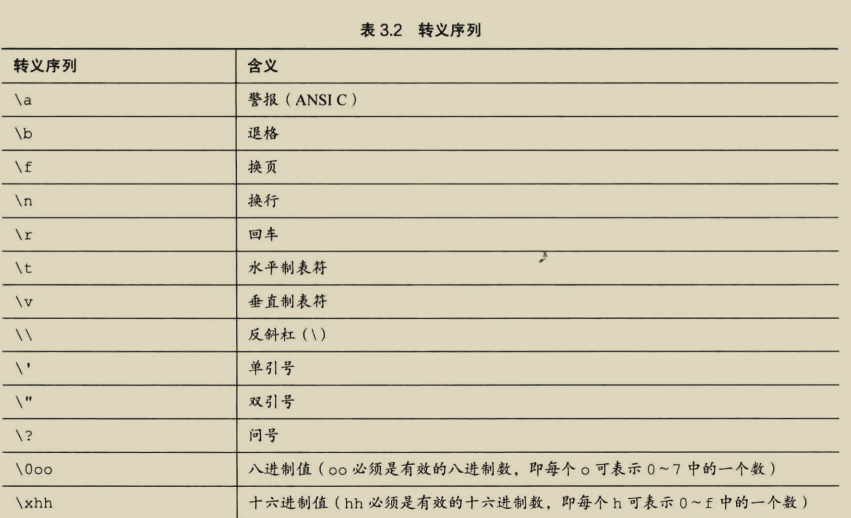 表 3.2 转义序列
转义序列 含义
\a 警报（ANSI C）
\b 退格
\f 换页
\n 换行
\r 回车
\t 水平制表符
\v 垂直制表符
\\ 反斜杠（\）
\' 单引号
\" 双引号
\? 问号
\0oo 八进制值（oo 必须是有效的八进制数，即每个 o 可表示 0~7 中的一个数）
\xhh 十六进制值（hh 必须是有效的十六进制数，即每个 h 可表示 0~f 中的一个数）